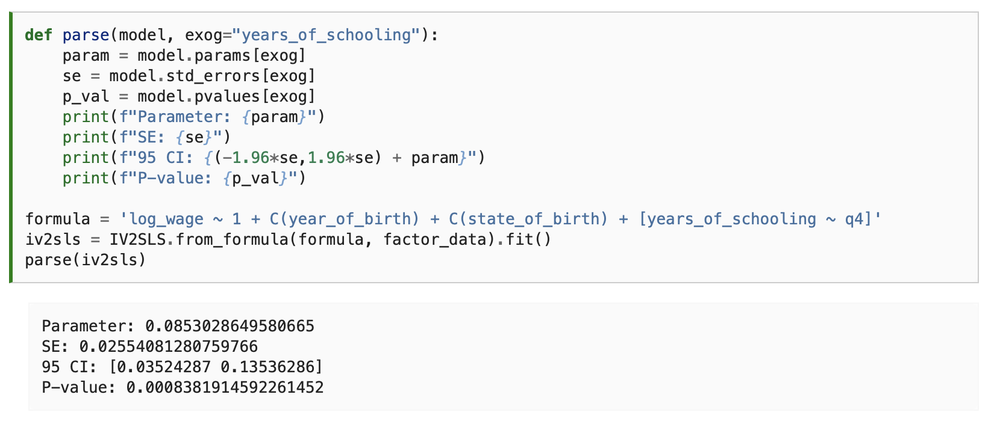 def parse(model, exog="years_of_schooling"):
    param = model.params[exog]
    se = model.std_errors[exog]
    p_val = model.pvalues[exog]
    print(f"Parameter: {param}")
    print(f"SE: {se}")
    print(f"95 CI: {(-1.96*se,1.96*se) + param}")
    print(f"P-value: {p_val}")
formula = 'log_wage ~ 1 + C(year_of_birth) + C(state_of_birth) + [years_of_schooling ~ q4]'
iv2sls = IV2SLS.from_formula(formula, factor_data).fit()
parse(iv2sls)
Parameter: 0.0853028649580665
SE: 0.02554081280759766
95 CI: [0.03524287 0.13536286]
P-value: 0.0008381914592261452